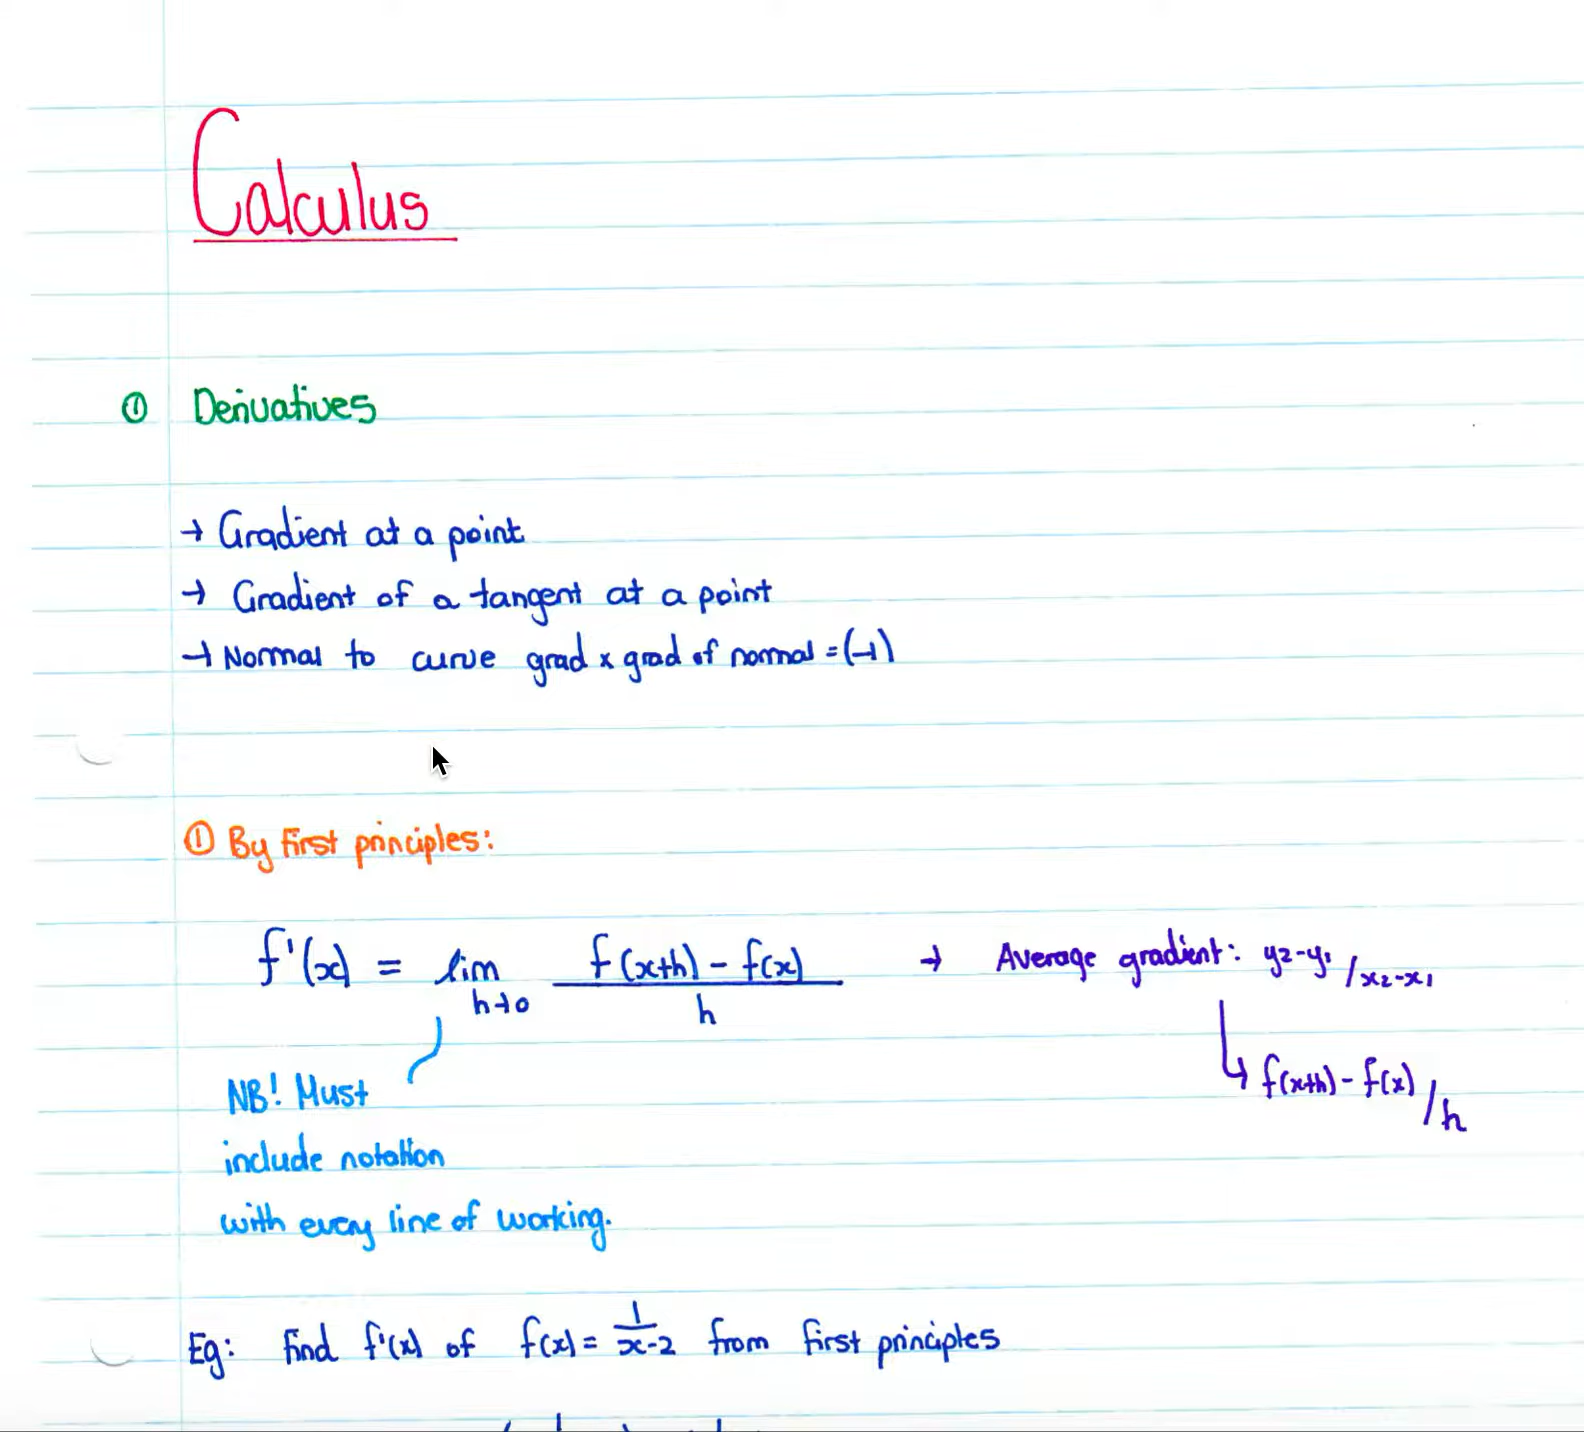 Calculus
① Derivatives
→ Gradient at a point
→ Gradient of a tangent at a point
→ Normal to curve grad x grad of normal = (-1)
① By first principles:
f'(x) = lim h→0 f(x+h) - f(x) / h → Average gradient: y2-y1 / x2-x1
↳ f(x+h) - f(x) / h
NB! Must
include notation
with every line of working.
Eg: Find f'(x) of f(x) = 1/x-2 from first principles